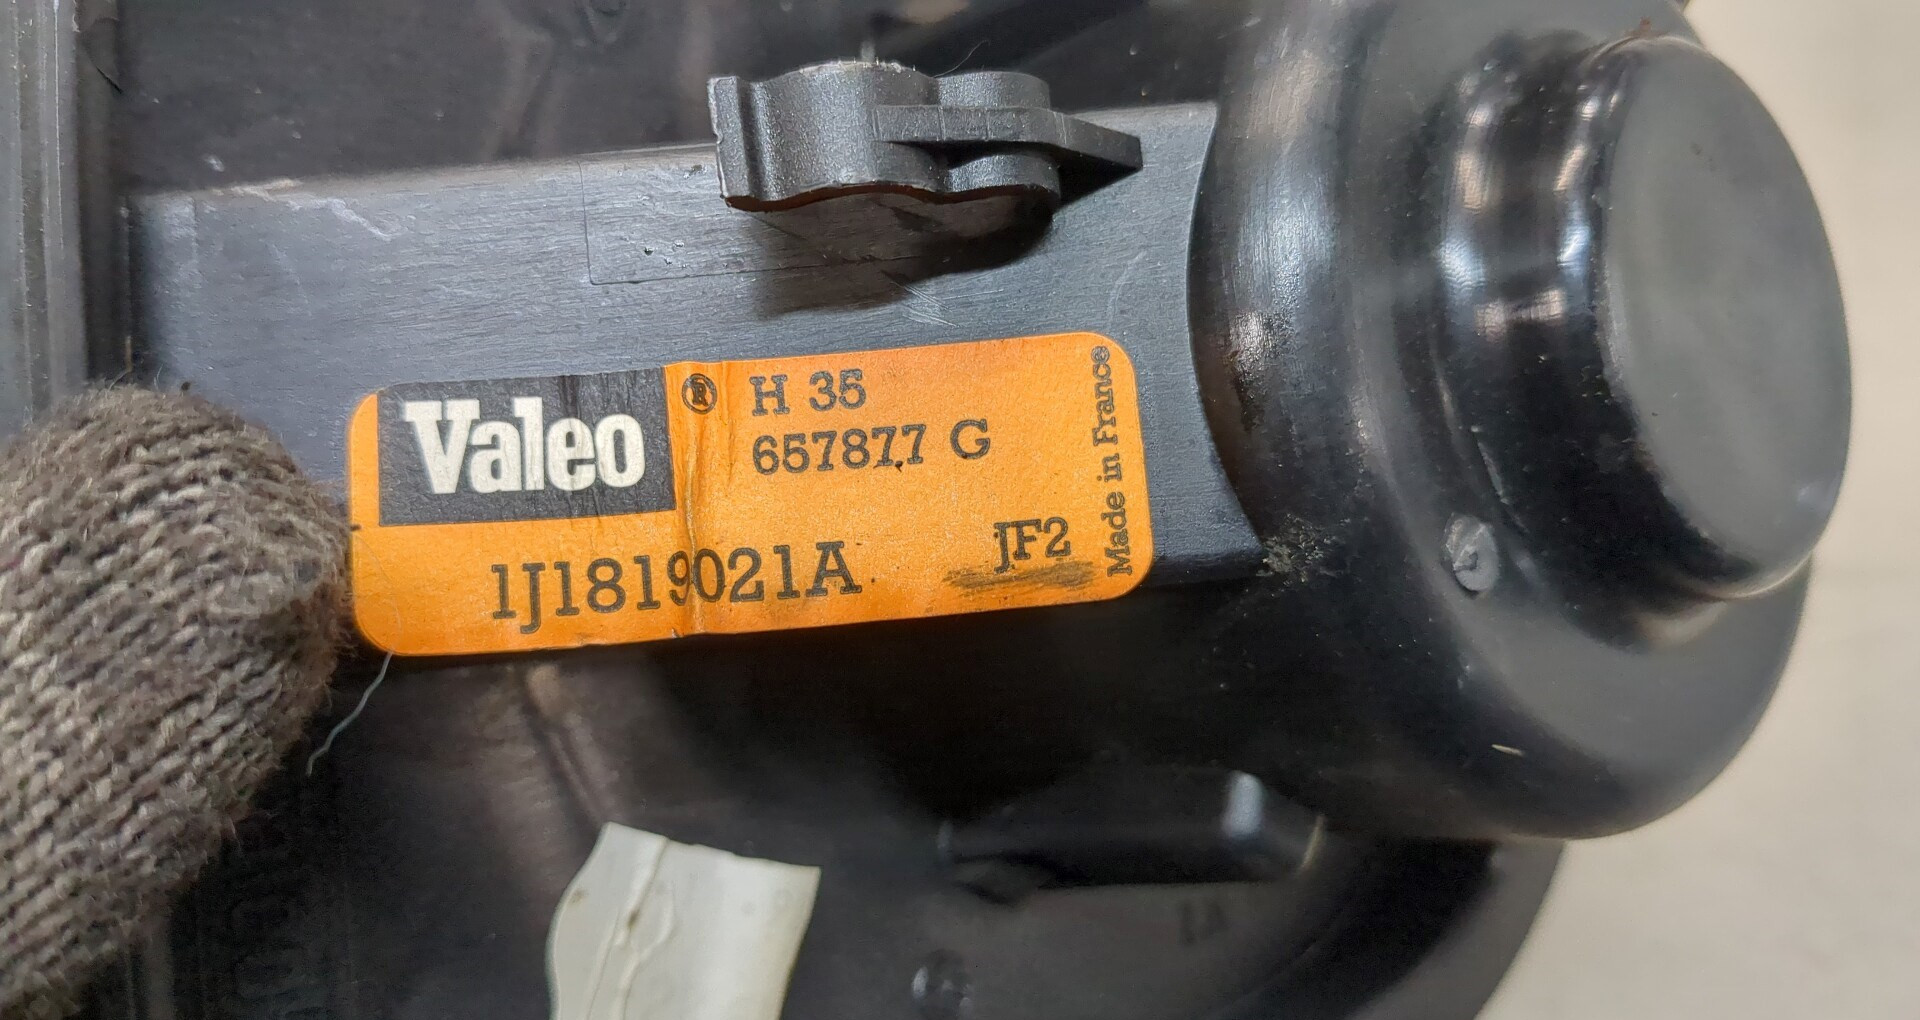 Valeo ® H 35
657877 G
1J1819021A JF2
Made in France